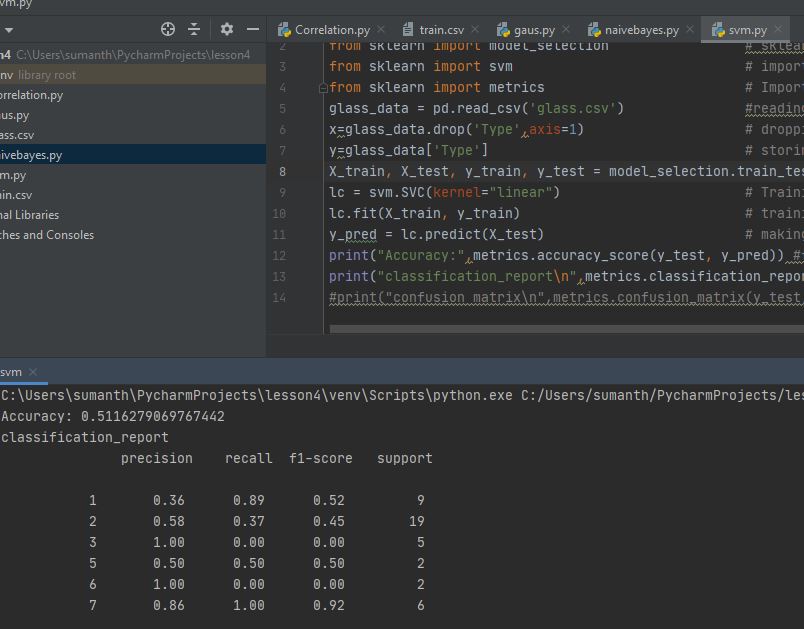 svm.py
Correlation.py train.csv gaus.py naivebayes.py svm.py
n4 C:\Users\sumanth\PycharmProjects\lesson4
nv library root
orrelation.py
us.py
ass.csv
aivebayes.py
m.py
in.csv
nal Libraries
ches and Consoles
2 from sklearn import model_selection # sklear
3 from sklearn import svm # import
4 from sklearn import metrics # Import
5 glass_data = pd.read_csv('glass.csv') #reading
6 x=glass_data.drop('Type',axis=1) # droppi
7 y=glass_data['Type'] # storin
8 X_train, X_test, y_train, y_test = model_selection.train_tes
9 lc = svm.SVC(kernel="linear") # Traini
10 lc.fit(X_train, y_train) # traini
11 y_pred = lc.predict(X_test) # making
12 print("Accuracy:",metrics.accuracy_score(y_test, y_pred)) #
13 print("classification_report\n",metrics.classification_repor
14 #print("confusion matrix\n",metrics.confusion_matrix(y_test,
svm
C:\Users\sumanth\PycharmProjects\lesson4\venv\Scripts\python.exe C:/Users/sumanth/PycharmProjects/les
Accuracy: 0.5116279069767442
classification_report
precision recall f1-score support
1 0.36 0.89 0.52 9
2 0.58 0.37 0.45 19
3 1.00 0.00 0.00 5
5 0.50 0.50 0.50 2
6 1.00 0.00 0.00 2
7 0.86 1.00 0.92 6